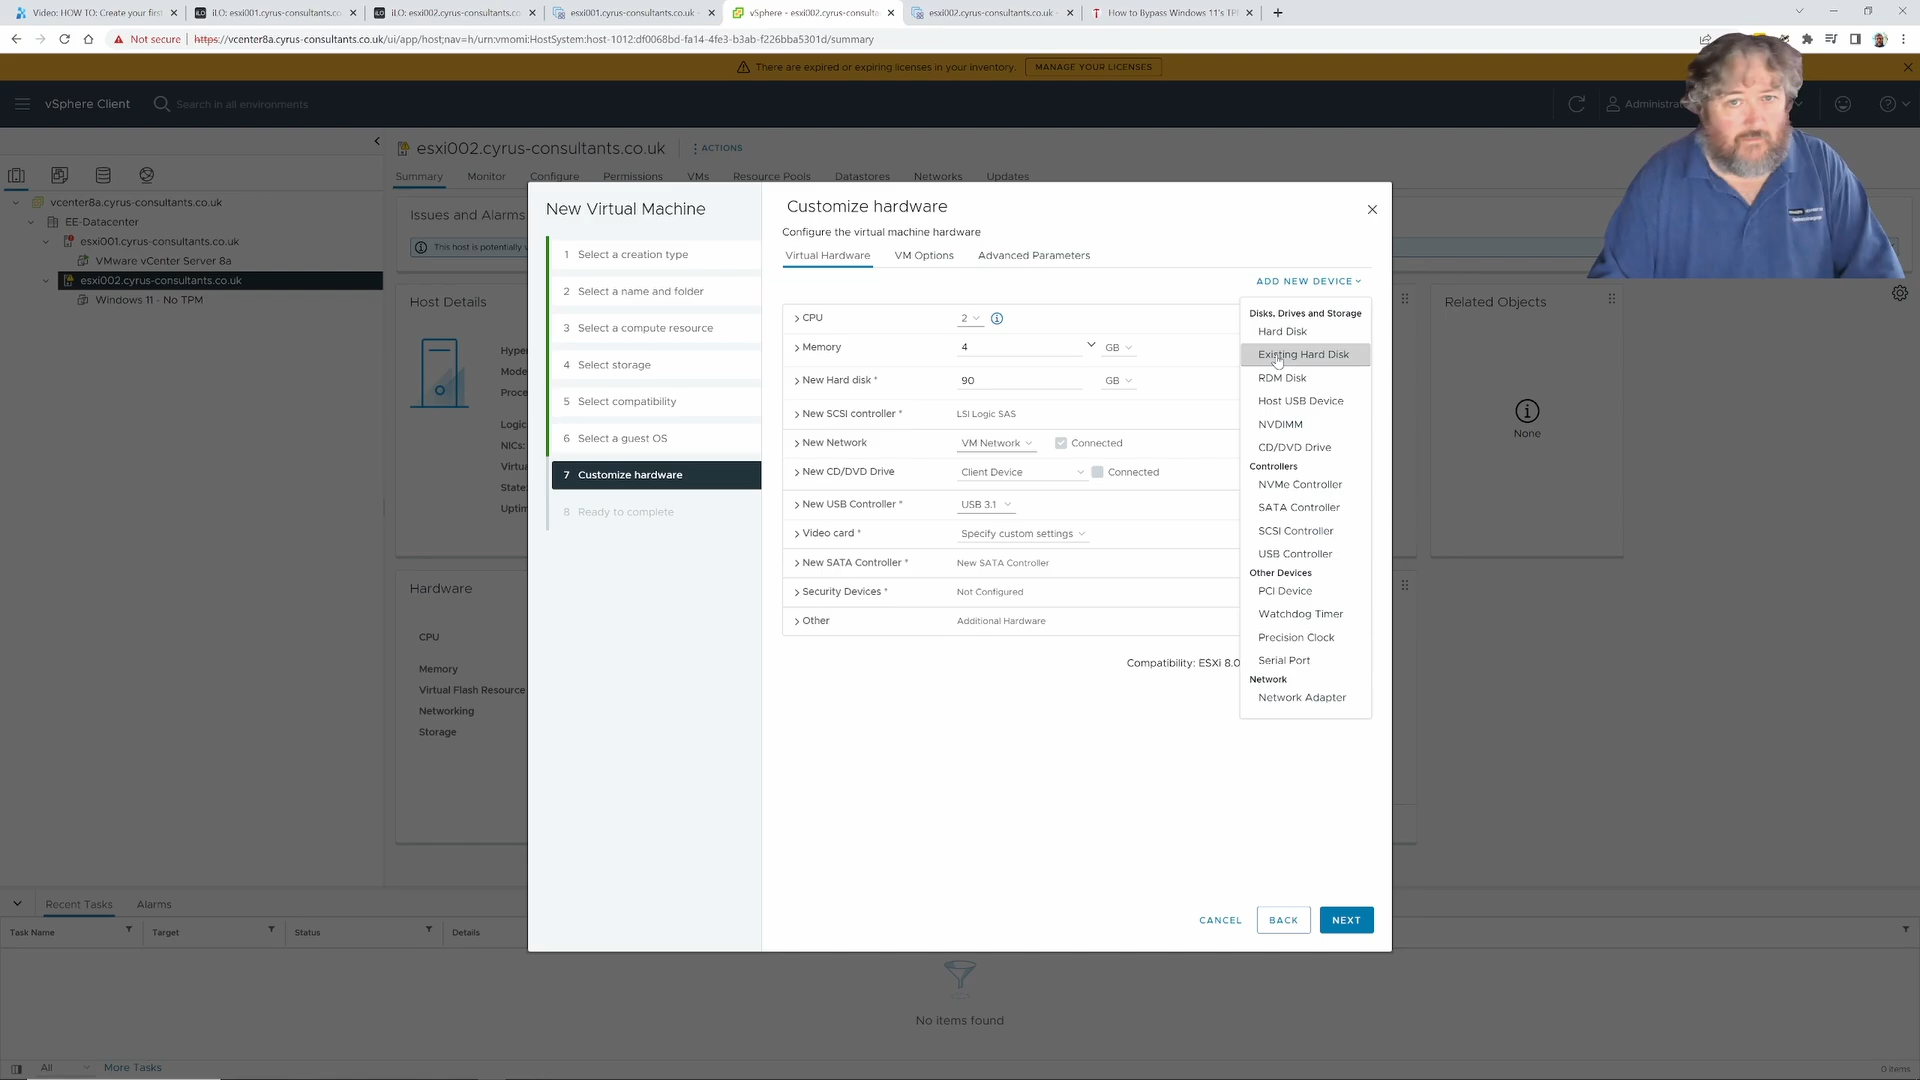 Video: HOW TO: Create your first
iLO: esxi001.cyrus-consultants.co.
iLO: esxi002.cyrus-consultants.co.
esxi001.cyrus-consultants.co.uk -
vSphere - esxi002.cyrus-consulta
esxi002.cyrus-consultants.co.uk -
How to Bypass Windows 11's TP
Not secure
https://vcenter8a.cyrus-consultants.co.uk/ui/app/host;nav=h/urn:vmomi:HostSystem:host-1012:df0068bd-fa14-4fe3-b3ab-f226bba5301d/summary
There are expired or expiring licenses in your inventory.
MANAGE YOUR LICENSES
vSphere Client
Search in all environments
Administra
esxi002.cyrus-consultants.co.uk
ACTIONS
Summary
Monitor
Configure
Permissions
VMs
Resource Pools
Datastores
Networks
Updates
vcenter8a.cyrus-consultants.co.uk
EE-Datacenter
esxi001.cyrus-consultants.co.uk
VMware vCenter Server 8a
esxi002.cyrus-consultants.co.uk
Windows 11 - No TPM
Issues and Alarms
This host is potentially v
Host Details
Hyper
Mode
Proce
Logic
NICs:
Virtua
State:
Uptim
Hardware
CPU
Memory
Virtual Flash Resource
Networking
Storage
Related Objects
None
New Virtual Machine
1 Select a creation type
2 Select a name and folder
3 Select a compute resource
4 Select storage
5 Select compatibility
6 Select a guest OS
7 Customize hardware
8 Ready to complete
Customize hardware
Configure the virtual machine hardware
Virtual Hardware
VM Options
Advanced Parameters
ADD NEW DEVICE
CPU
2
Memory
4
GB
New Hard disk *
90
GB
New SCSI controller *
LSI Logic SAS
New Network
VM Network
Connected
New CD/DVD Drive
Client Device
Connected
New USB Controller *
USB 3.1
Video card *
Specify custom settings
New SATA Controller *
New SATA Controller
Security Devices *
Not Configured
Other
Additional Hardware
Compatibility: ESXi 8.0
Disks, Drives and Storage
Hard Disk
Existing Hard Disk
RDM Disk
Host USB Device
NVDIMM
CD/DVD Drive
Controllers
NVMe Controller
SATA Controller
SCSI Controller
USB Controller
Other Devices
PCI Device
Watchdog Timer
Precision Clock
Serial Port
Network
Network Adapter
CANCEL
BACK
NEXT
Recent Tasks
Alarms
Task Name
Target
Status
Details
No items found
All
More Tasks
0 items